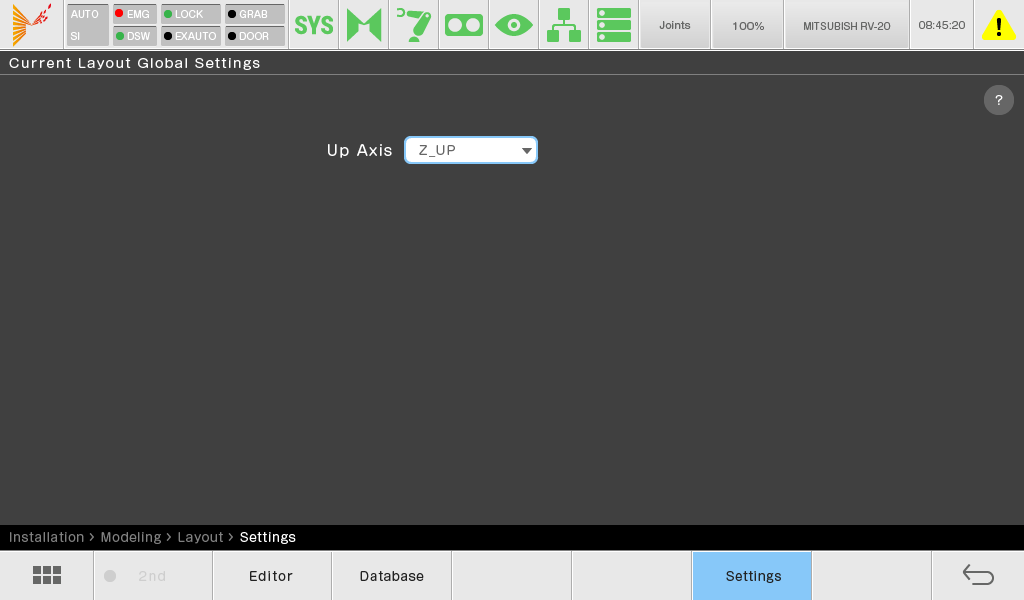 AUTO EMG LOCK GRAB
SI DSW EXAUTO DOOR
SYS
Joints 100% MITSUBISH RV-20 08:45:20
Current Layout Global Settings
?
Up Axis Z_UP
Installation > Modeling > Layout > Settings
2nd Editor Database Settings